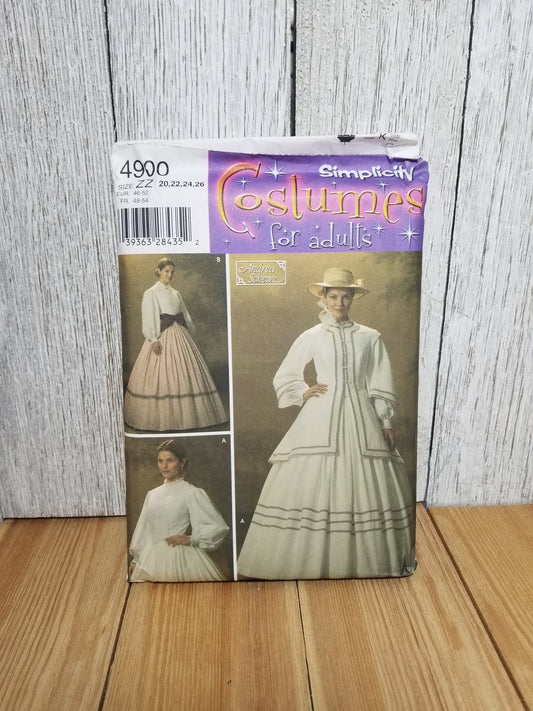 4900
SIZE ZZ 20,22,24,26
EUR. 46-52
FR. 48-54
39363 28435 2
Simplicity
Costumes
for adults
K
B
Andrea
Schewe
A
A